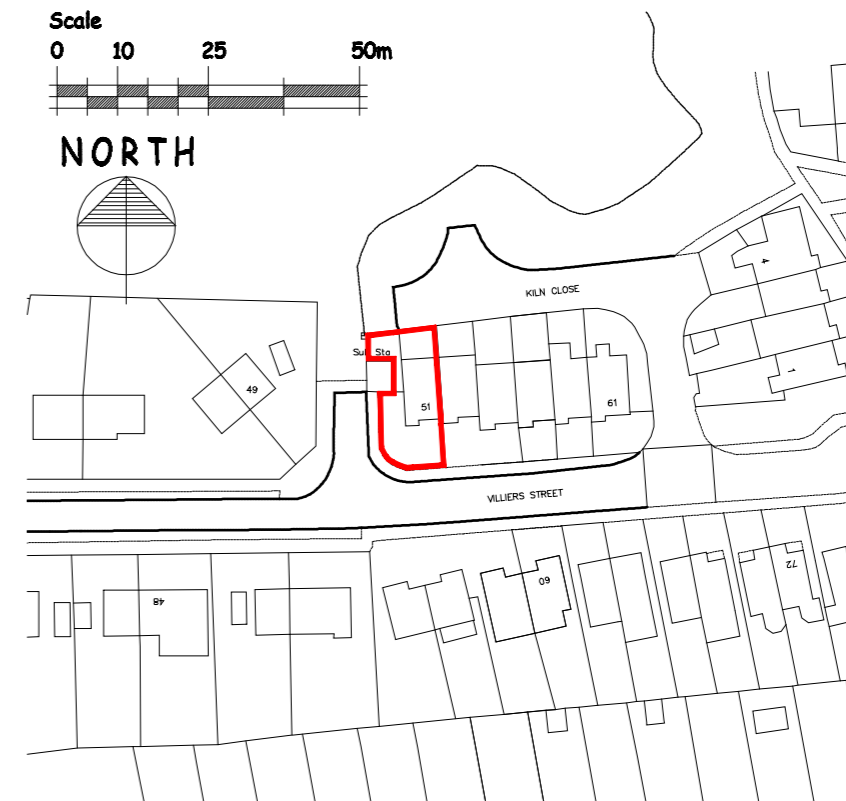 Scale
0 10 25 50m
NORTH
KILN CLOSE
4
E
Sub Sta
49
1
51
61
VILLIERS STREET
48
60
72